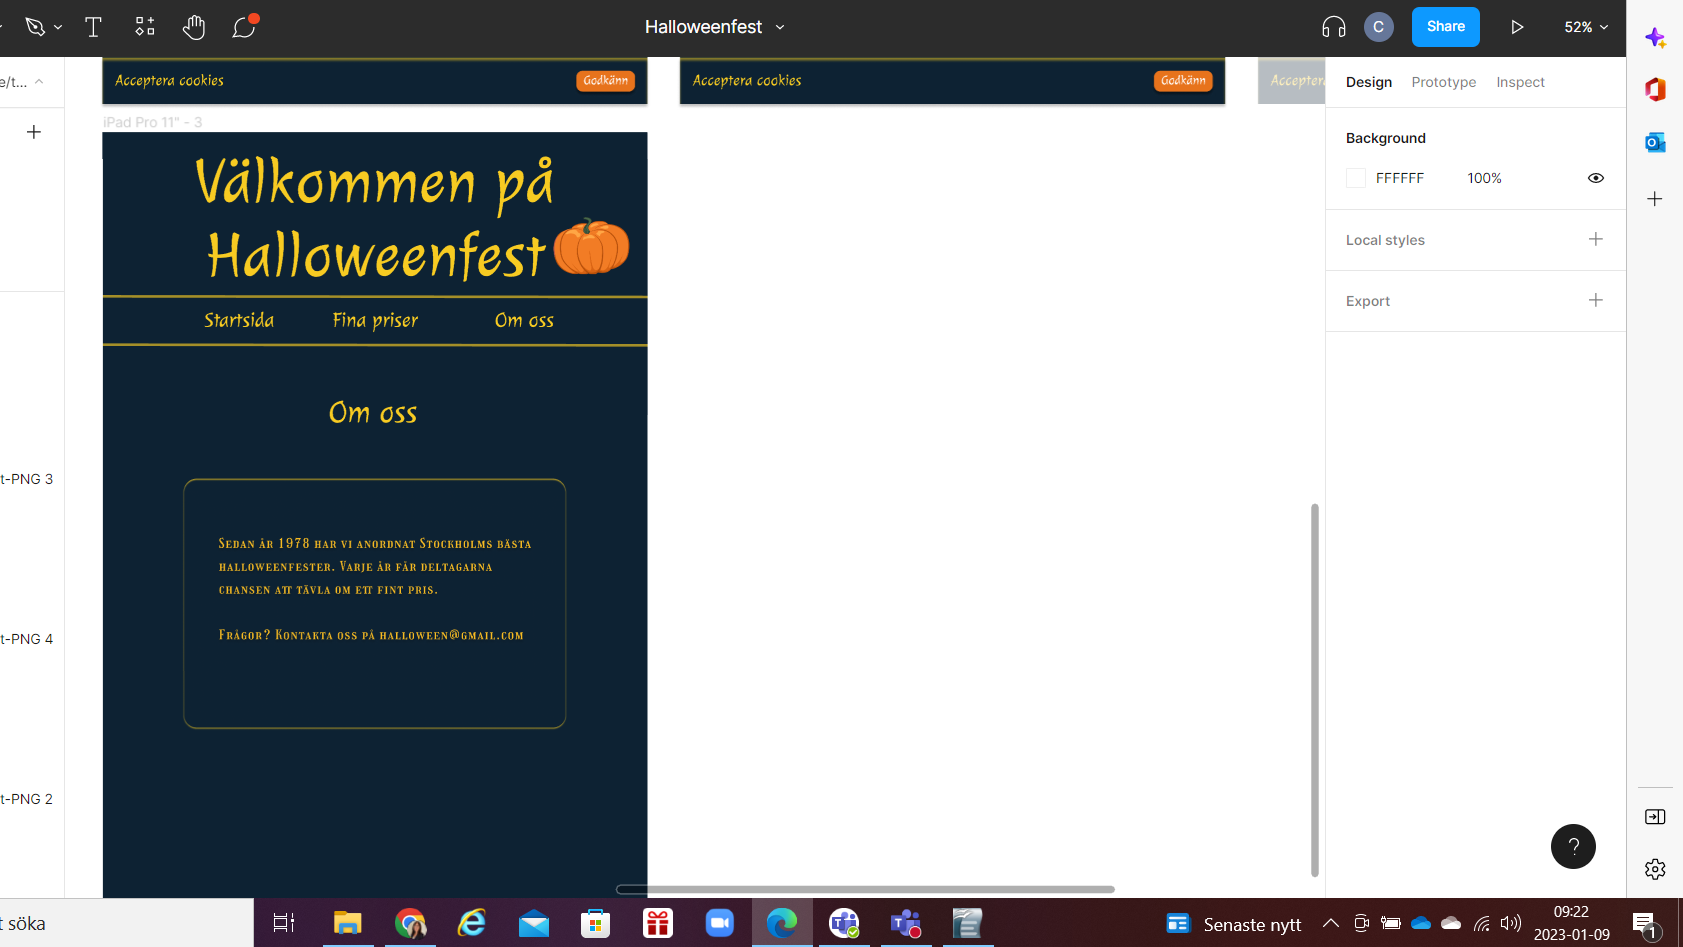 Halloweenfest
C
Share
52%
e/t...
Acceptera cookies
Godkänn
Acceptera cookies
Godkänn
Acceptera
Design
Prototype
Inspect
iPad Pro 11" - 3
Välkommen på
Halloweenfest
Background
FFFFFF
100%
Local styles
Export
Startsida
Fina priser
Om oss
Om oss
t-PNG 3
Sedan år 1978 har vi anordnat Stockholms bästa
halloweenfester. Varje år får deltagarna
chansen att tävla om ett fint pris.
Frågor? Kontakta oss på halloween@gmail.com
t-PNG 4
t-PNG 2
?
t söka
Senaste nytt
09:22
2023-01-09
1